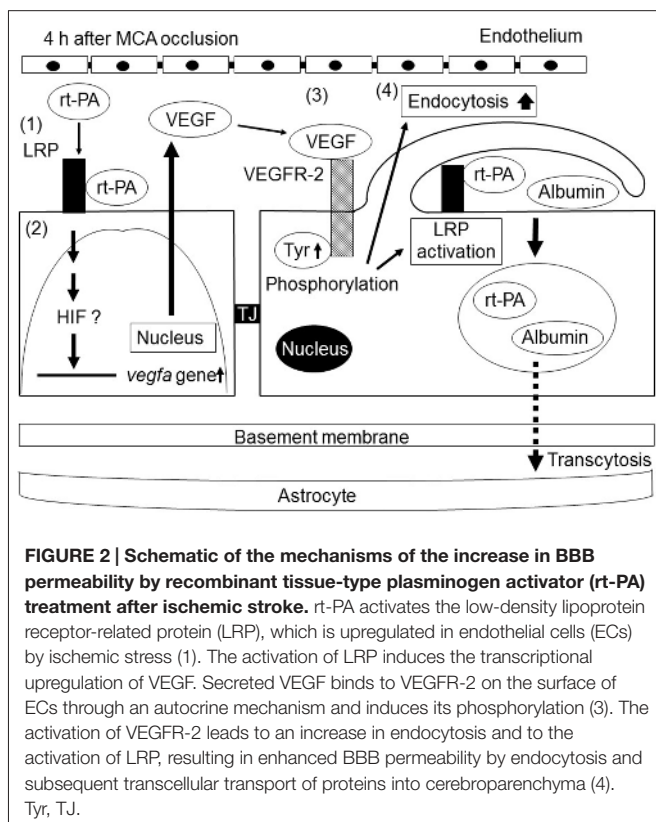 4 h after MCA occlusion
Endothelium
(1)
rt-PA
LRP
rt-PA
VEGF
(3)
VEGF
VEGFR-2
(4)
Endocytosis
rt-PA
Albumin
LRP
activation
(2)
HIF ?
Nucleus
vegfa gene
TJ
Tyr
Phosphorylation
Nucleus
rt-PA
Albumin
Basement membrane
Transcytosis
Astrocyte
FIGURE 2 | Schematic of the mechanisms of the increase in BBB
permeability by recombinant tissue-type plasminogen activator (rt-PA)
treatment after ischemic stroke. rt-PA activates the low-density lipoprotein
receptor-related protein (LRP), which is upregulated in endothelial cells (ECs)
by ischemic stress (1). The activation of LRP induces the transcriptional
upregulation of VEGF. Secreted VEGF binds to VEGFR-2 on the surface of
ECs through an autocrine mechanism and induces its phosphorylation (3). The
activation of VEGFR-2 leads to an increase in endocytosis and to the
activation of LRP, resulting in enhanced BBB permeability by endocytosis and
subsequent transcellular transport of proteins into cerebroparenchyma (4).
Tyr, TJ.